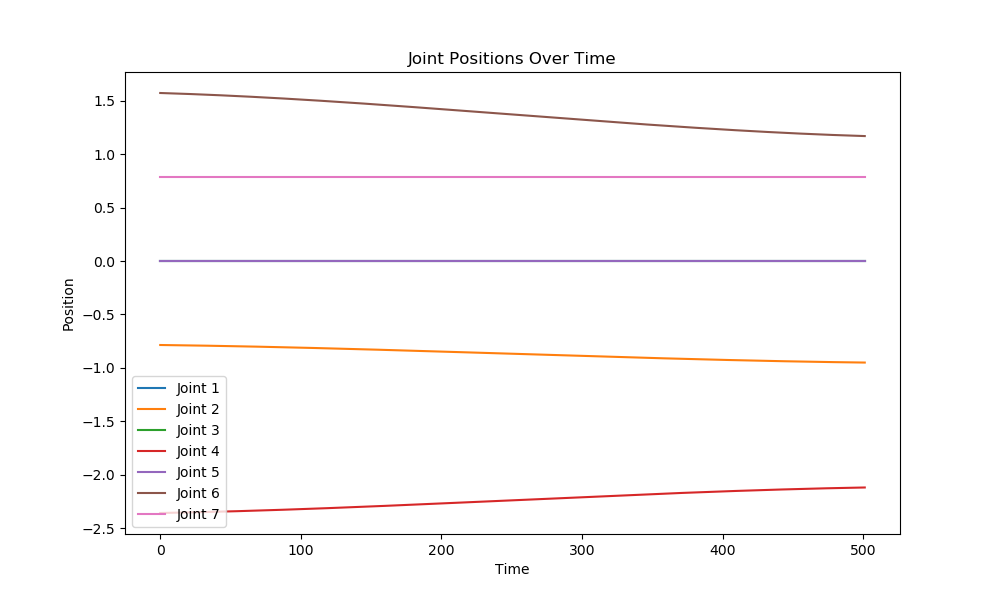 Joint Positions Over Time
Position
1.5
1.0
0.5
0.0
−0.5
−1.0
−1.5
−2.0
−2.5
Joint 1
Joint 2
Joint 3
Joint 4
Joint 5
Joint 6
Joint 7
0 100 200 300 400 500
Time